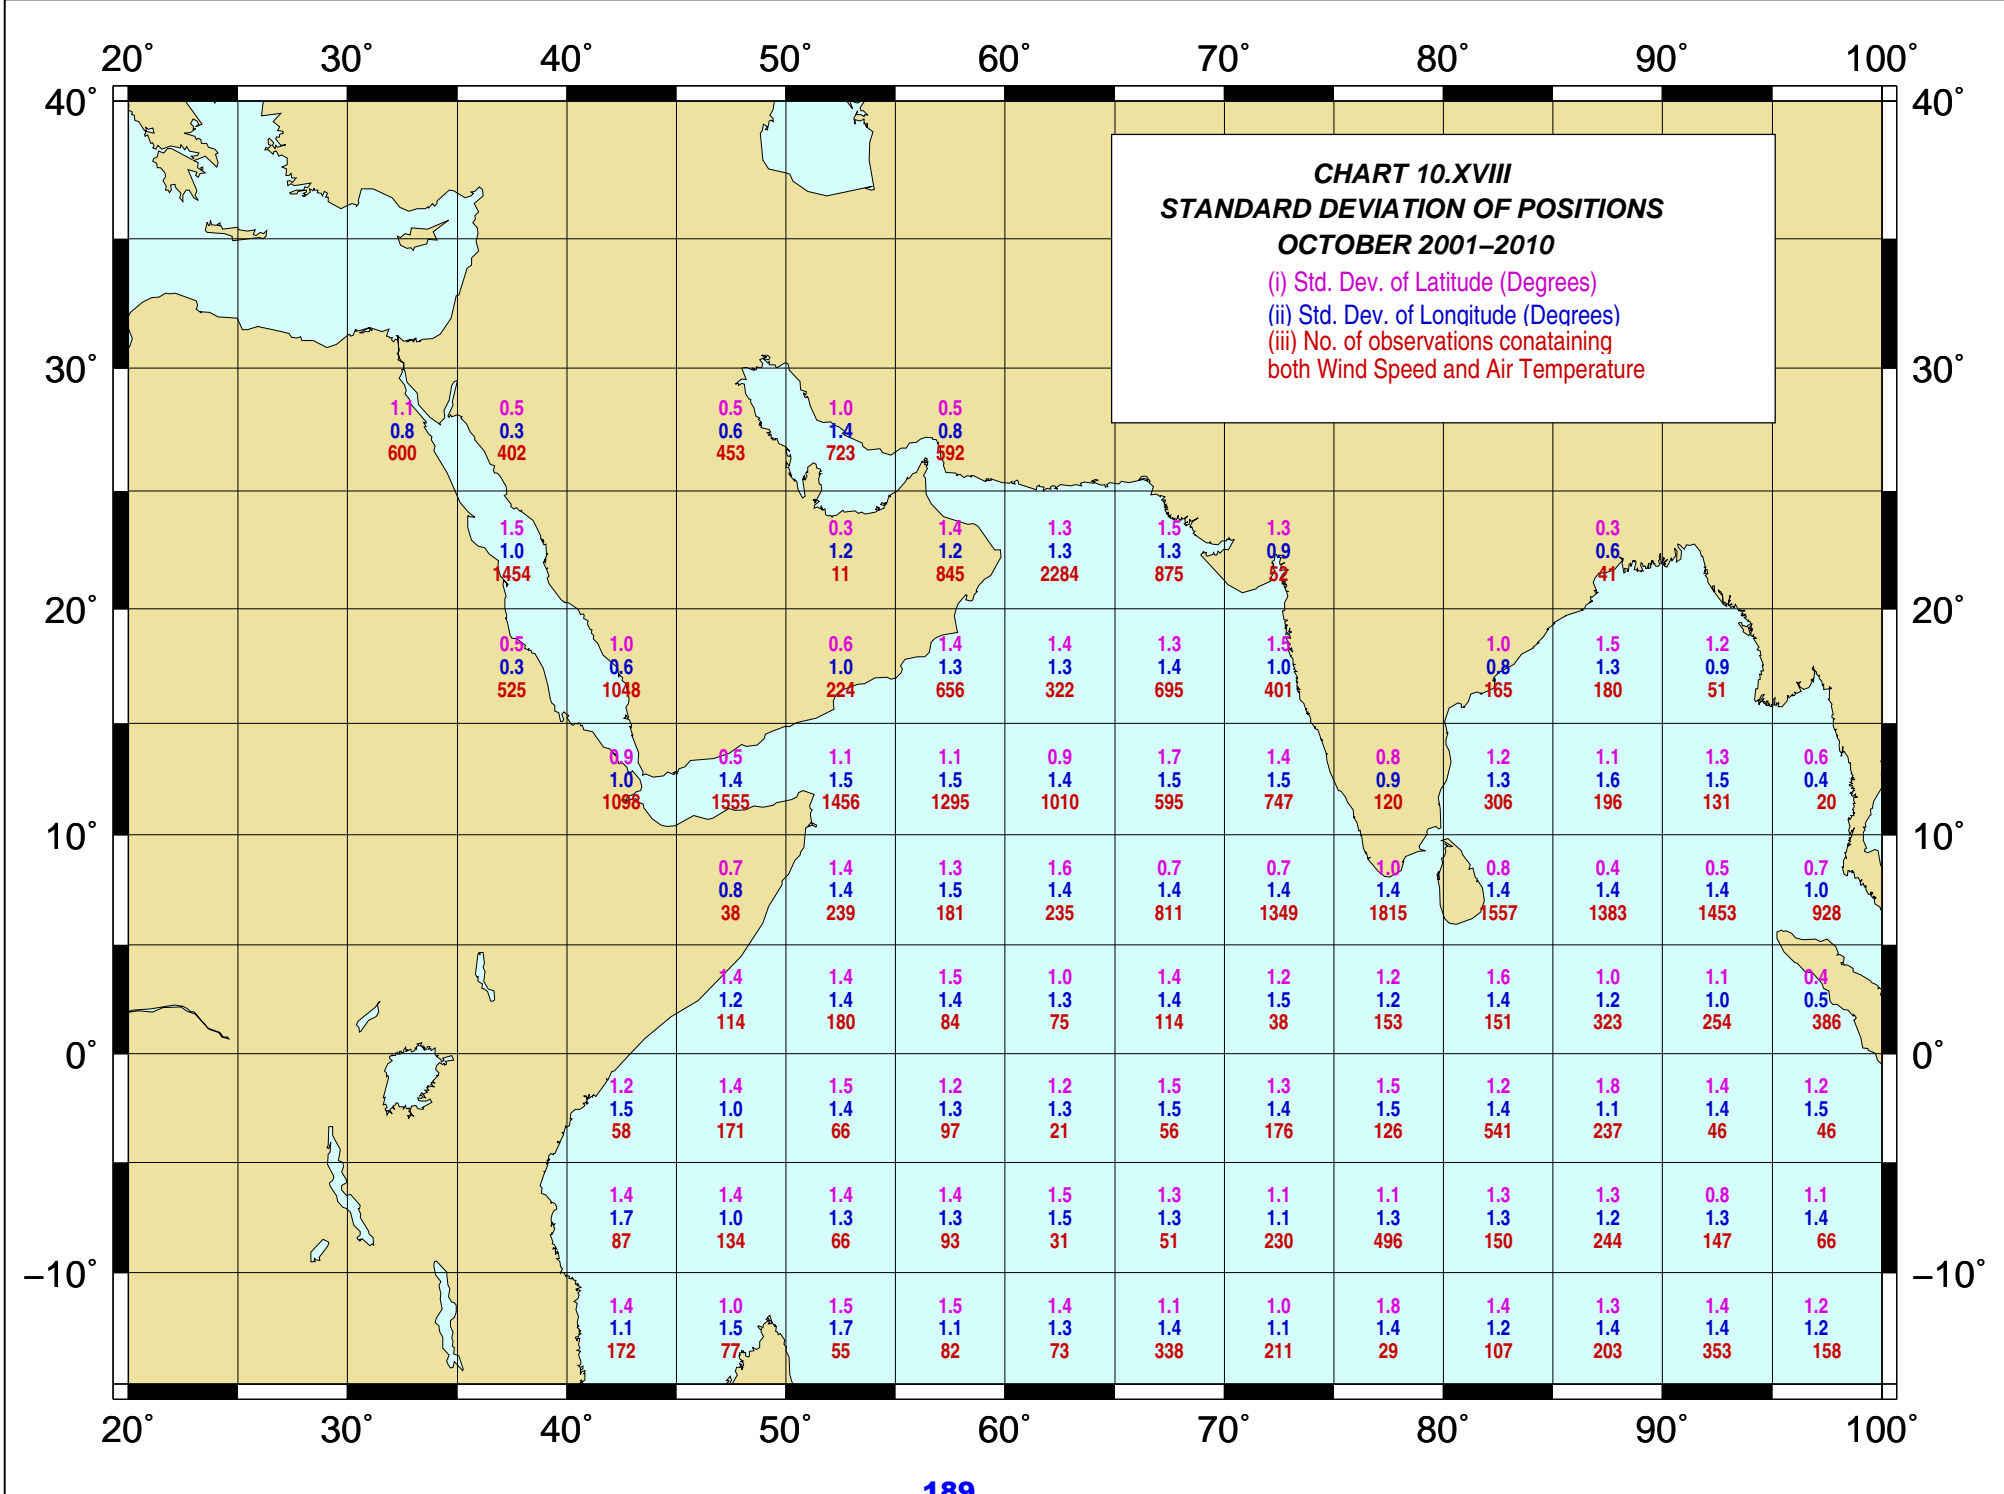 20° 30° 40° 50° 60° 70° 80° 90° 100°
40° 40°
CHART 10.XVIII
STANDARD DEVIATION OF POSITIONS
OCTOBER 2001–2010
(i) Std. Dev. of Latitude (Degrees)
(ii) Std. Dev. of Longitude (Degrees)
(iii) No. of observations conataining
both Wind Speed and Air Temperature
30° 30°
1.1 0.5 0.5 1.0 0.5
0.8 0.3 0.6 1.4 0.8
600 402 453 723 592
1.5 0.3 1.4 1.3 1.5 1.3 0.3
1.0 1.2 1.2 1.3 1.3 0.9 0.6
1454 11 845 2284 875 52 41
20° 20°
0.5 1.0 0.6 1.4 1.4 1.3 1.5 1.0 1.5 1.2
0.3 0.6 1.0 1.3 1.3 1.4 1.0 0.8 1.3 0.9
525 1048 224 656 322 695 401 165 180 51
0.9 0.5 1.1 1.1 0.9 1.7 1.4 0.8 1.2 1.1 1.3 0.6
1.0 1.4 1.5 1.5 1.4 1.5 1.5 0.9 1.3 1.6 1.5 0.4
1098 1555 1456 1295 1010 595 747 120 306 196 131 20
10° 10°
0.7 1.4 1.3 1.6 0.7 0.7 1.0 0.8 0.4 0.5 0.7
0.8 1.4 1.5 1.4 1.4 1.4 1.4 1.4 1.4 1.4 1.0
38 239 181 235 811 1349 1815 1557 1383 1453 928
1.4 1.4 1.5 1.0 1.4 1.2 1.2 1.6 1.0 1.1 0.4
1.2 1.4 1.4 1.3 1.4 1.5 1.2 1.4 1.2 1.0 0.5
114 180 84 75 114 38 153 151 323 254 386
0° 0°
1.2 1.4 1.5 1.2 1.2 1.5 1.3 1.5 1.2 1.8 1.4 1.2
1.5 1.0 1.4 1.3 1.3 1.5 1.4 1.5 1.4 1.1 1.4 1.5
58 171 66 97 21 56 176 126 541 237 46 46
1.4 1.4 1.4 1.4 1.5 1.3 1.1 1.1 1.3 1.3 0.8 1.1
1.7 1.0 1.3 1.3 1.5 1.3 1.1 1.3 1.3 1.2 1.3 1.4
87 134 66 93 31 51 230 496 150 244 147 66
–10° –10°
1.4 1.0 1.5 1.5 1.4 1.1 1.0 1.8 1.4 1.3 1.4 1.2
1.1 1.5 1.7 1.1 1.3 1.4 1.1 1.4 1.2 1.4 1.4 1.2
172 77 55 82 73 338 211 29 107 203 353 158
20° 30° 40° 50° 60° 70° 80° 90° 100°
189